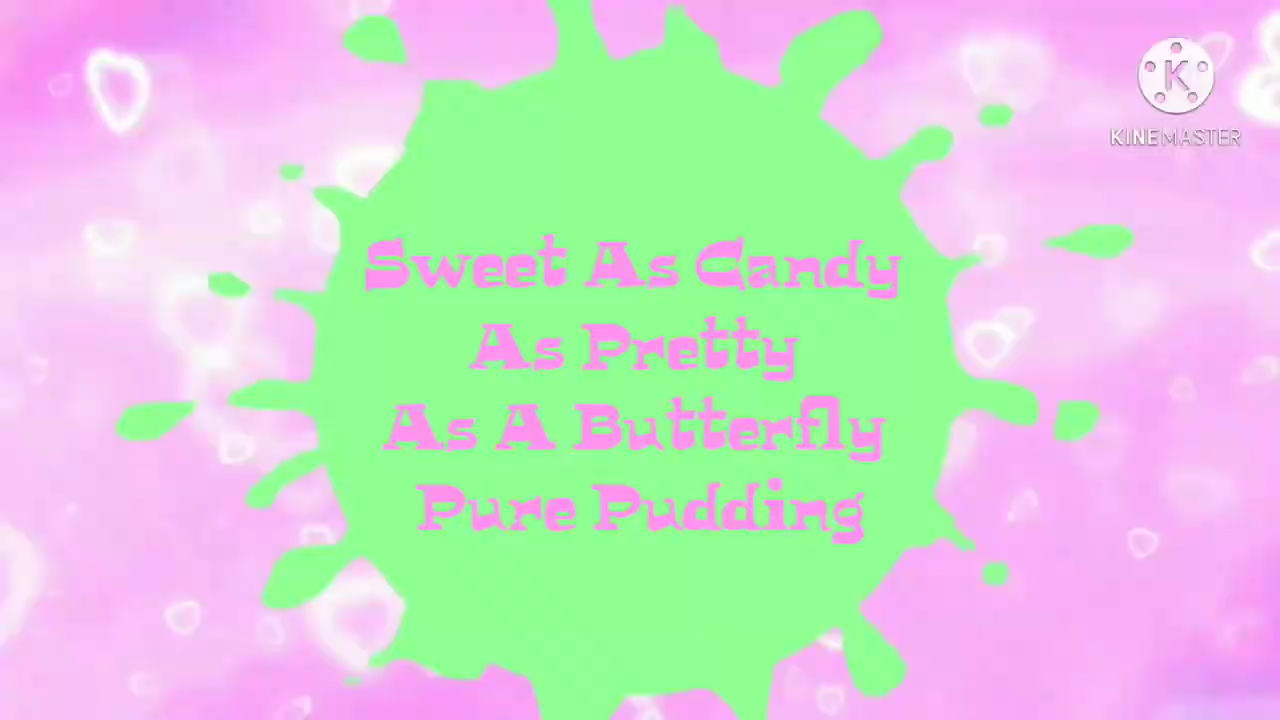 KINEMASTER
Sweet As Candy
As Pretty
As A Butterfly
Pure Pudding